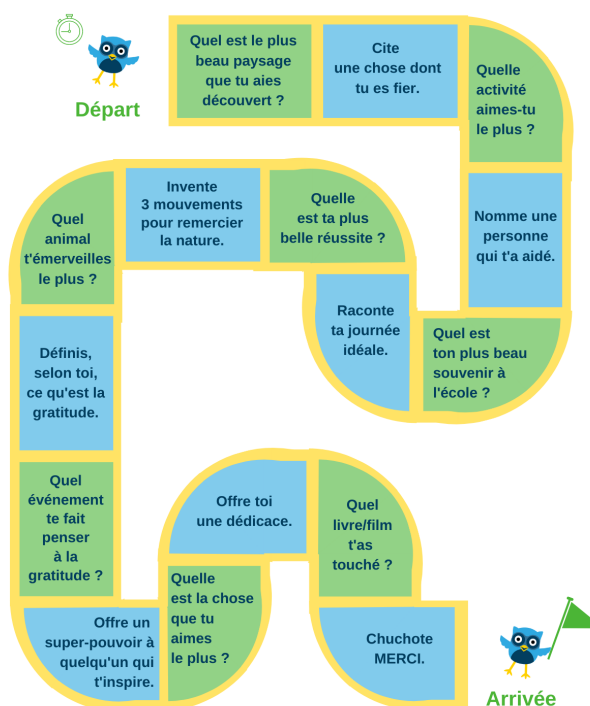 Départ
Quel est le plus
beau paysage
que tu aies
découvert ?
Cite
une chose dont
tu es fier.
Quelle
activité
aimes-tu
le plus ?
Nomme une
personne
qui t'a aidé.
Quel est
ton plus beau
souvenir à
l'école ?
Raconte
ta journée
idéale.
Quelle
est ta plus
belle réussite ?
Invente
3 mouvements
pour remercier
la nature.
Quel
animal
t'émerveilles
le plus ?
Définis,
selon toi,
ce qu'est la
gratitude.
Quel
événement
te fait
penser
à la
gratitude ?
Offre un
super-pouvoir à
quelqu'un qui
t'inspire.
Quelle
est la chose
que tu
aimes
le plus ?
Offre toi
une dédicace.
Quel
livre/film
t'as
touché ?
Chuchote
MERCI.
Arrivée